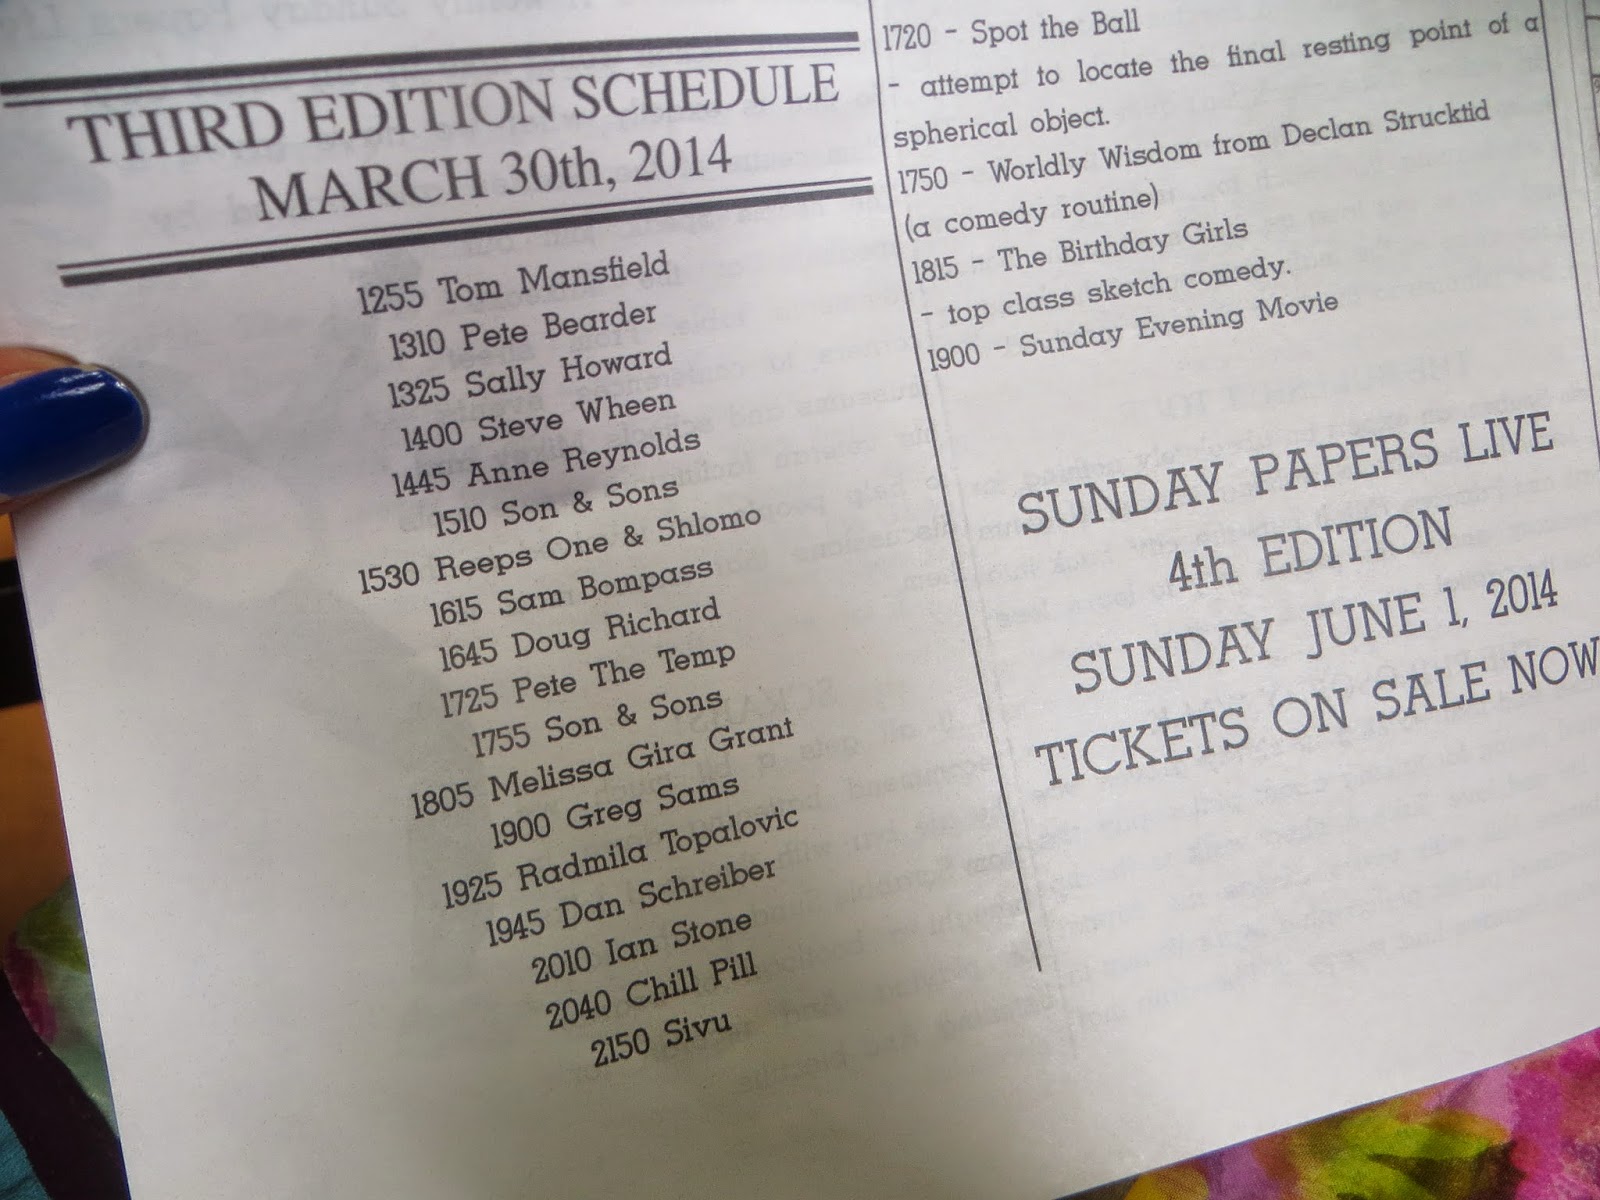 THIRD EDITION SCHEDULE
MARCH 30th, 2014
1255 Tom Mansfield
1310 Pete Bearder
1325 Sally Howard
1400 Steve Wheen
1445 Anne Reynolds
1510 Son & Sons
1530 Reeps One & Shlomo
1615 Sam Bompass
1645 Doug Richard
1725 Pete The Temp
1755 Son & Sons
1805 Melissa Gira Grant
1900 Greg Sams
1925 Radmila Topalovic
1945 Dan Schreiber
2010 Ian Stone
2040 Chill Pill
2150 Sivu
1720 - Spot the Ball
- attempt to locate the final resting point of a
spherical object.
1750 - Worldly Wisdom from Declan Strucktid
(a comedy routine)
1815 - The Birthday Girls
- top class sketch comedy.
1900 - Sunday Evening Movie
SUNDAY PAPERS LIVE
4th EDITION
SUNDAY JUNE 1, 2014
TICKETS ON SALE NOW